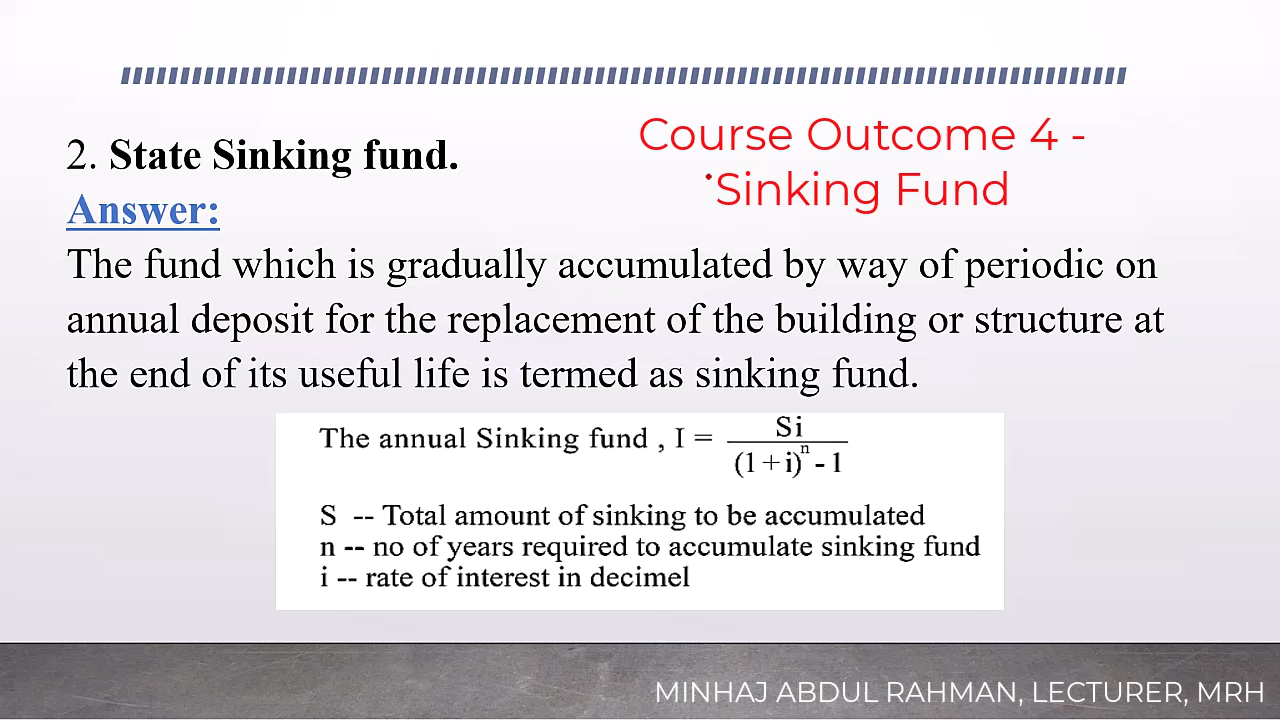 2. State Sinking fund.
Course Outcome 4 -
Sinking Fund
Answer:
The fund which is gradually accumulated by way of periodic on
annual deposit for the replacement of the building or structure at
the end of its useful life is termed as sinking fund.
The annual Sinking fund , I = Si / (1 + i)^n - 1
S -- Total amount of sinking to be accumulated
n -- no of years required to accumulate sinking fund
i -- rate of interest in decimel
MINHAJ ABDUL RAHMAN, LECTURER, MRH